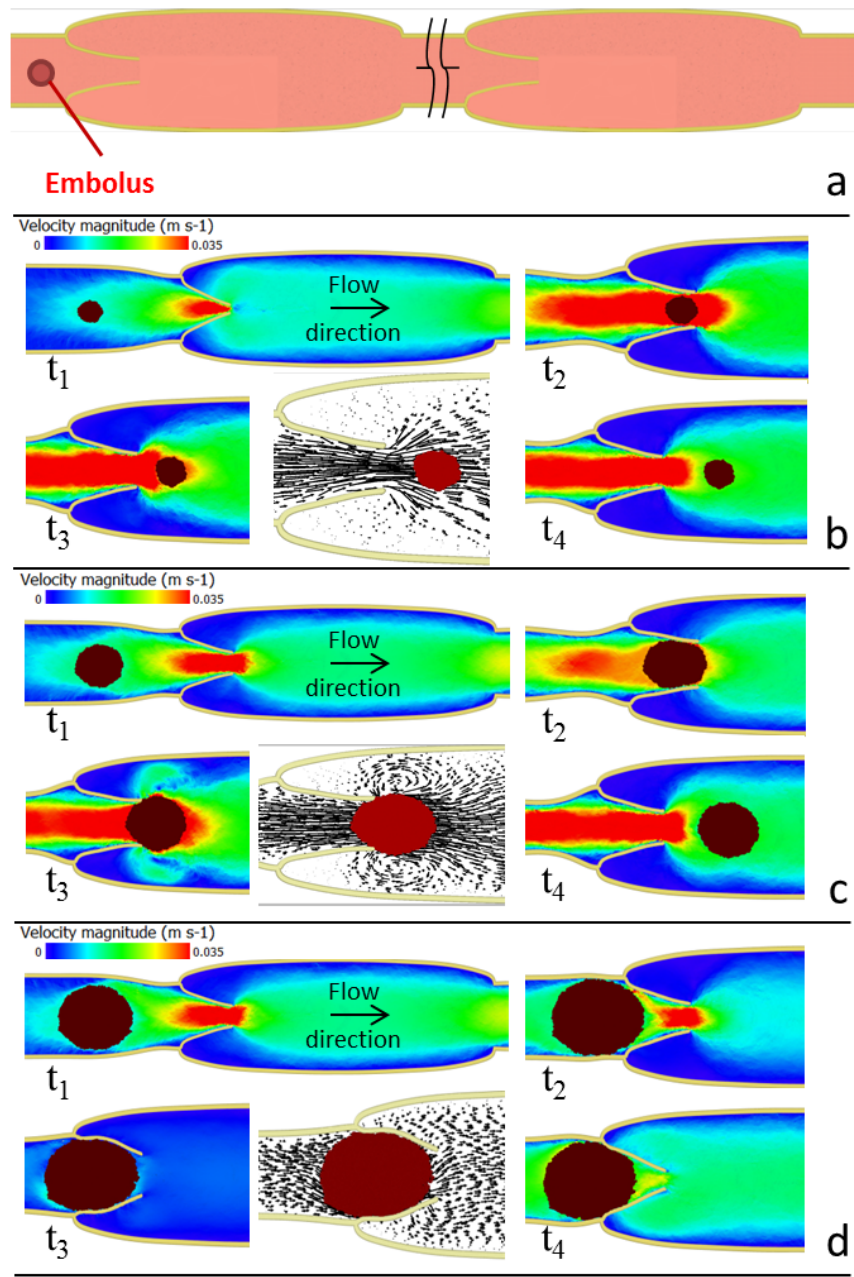 Embolus
a
Velocity magnitude (m s-1)
0 0.035
Flow
direction
t1
t2
t3
t4
b
Velocity magnitude (m s-1)
0 0.035
Flow
direction
t1
t2
t3
t4
c
Velocity magnitude (m s-1)
0 0.035
Flow
direction
t1
t2
t3
t4
d